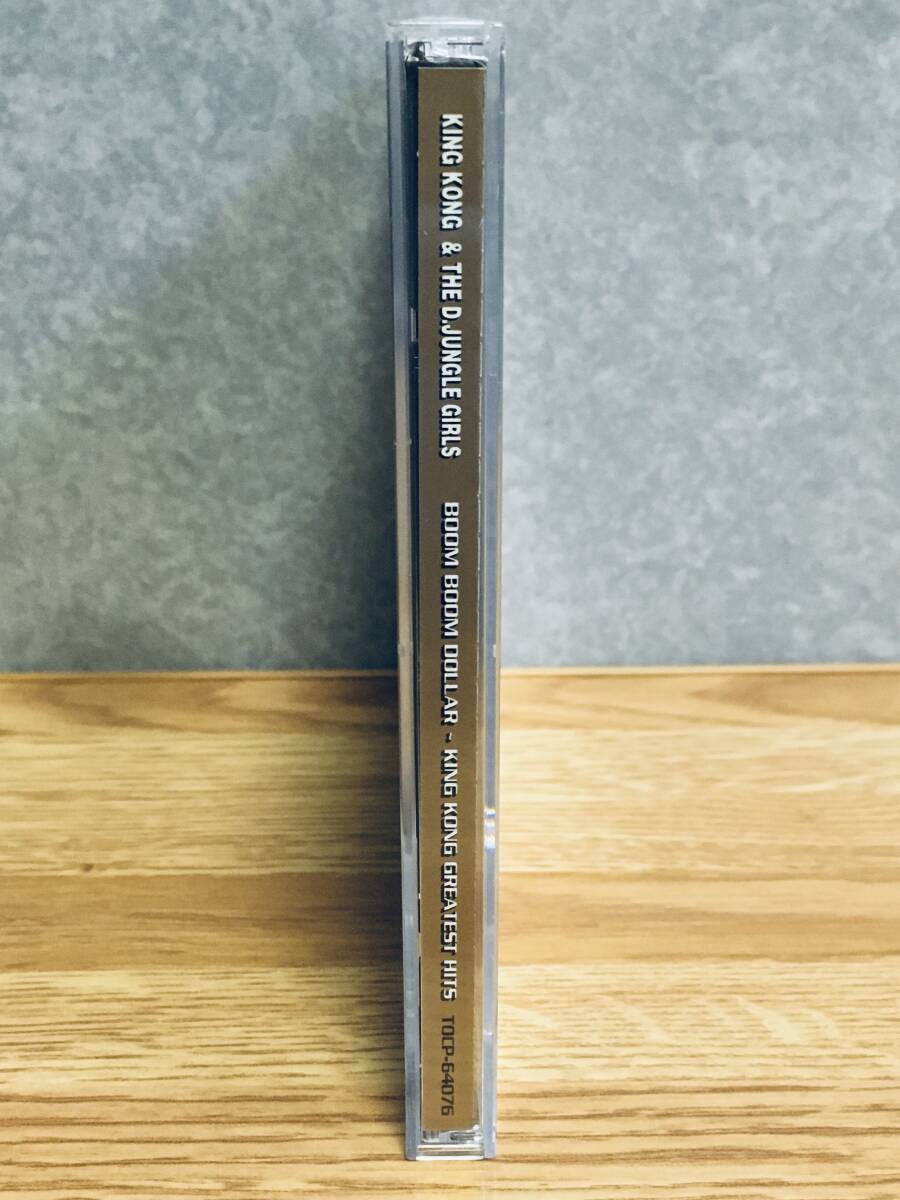 KING KONG & THE D.JUNGLE GIRLS BOOM BOOM DOLLAR ~ KING KONG GREATEST HITS TOCP-64076